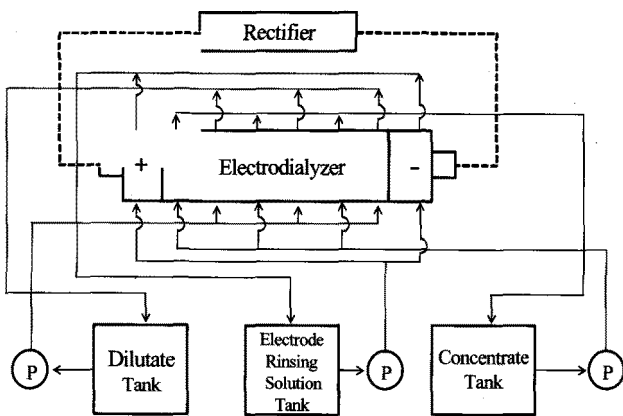 Rectifier
+
Electrodialyzer
-
P
Dilutate
Tank
Electrode
Rinsing
Solution
Tank
P
Concentrate
Tank
P